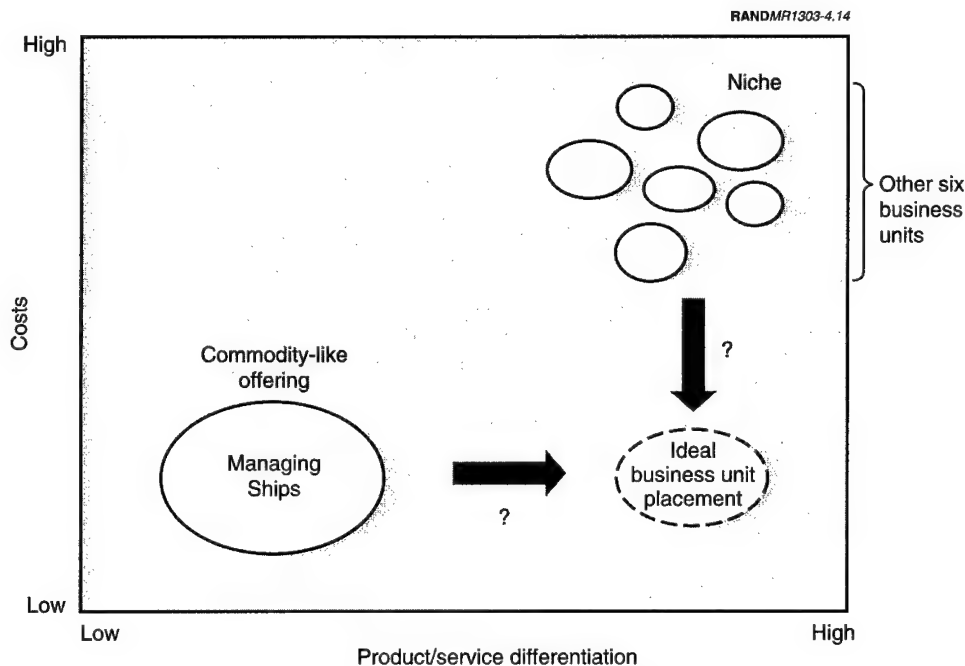 RANDMR1303-4.14
High
Niche
Other six
business
units
Costs
?
Commodity-like
offering
Managing
Ships
Ideal
business unit
placement
?
Low
Low
High
Product/service differentiation